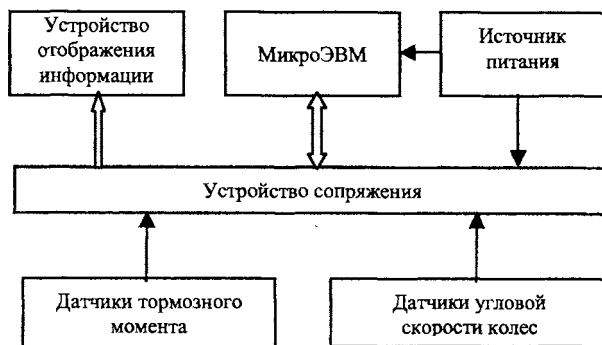 Устройство
отображения
информации
МикроЭВМ
Источник
питания
Устройство сопряжения
Датчики тормозного
момента
Датчики угловой
скорости колес